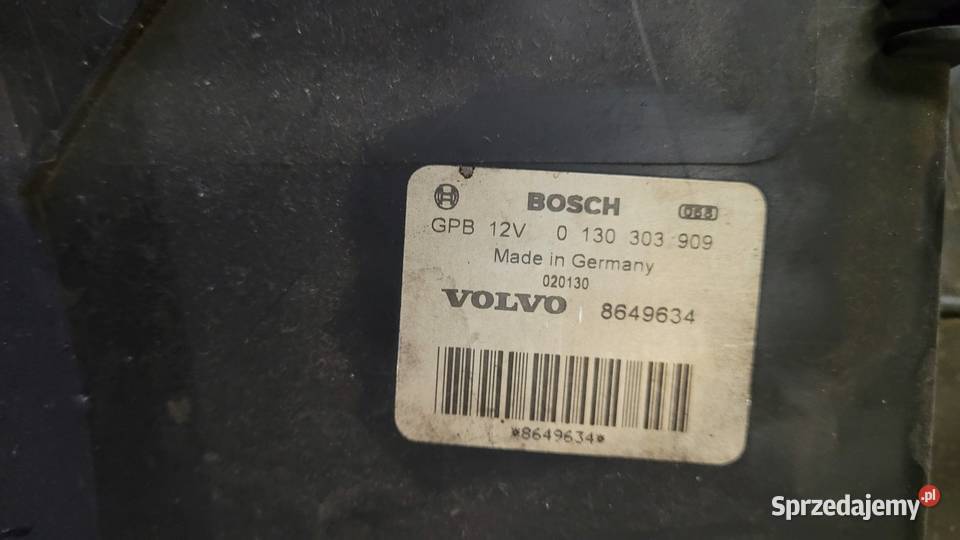 BOSCH
GPB 12V 0 130 303 909
Made in Germany
020130
VOLVO 8649634
*8649634*
Sprzedajemy.pl